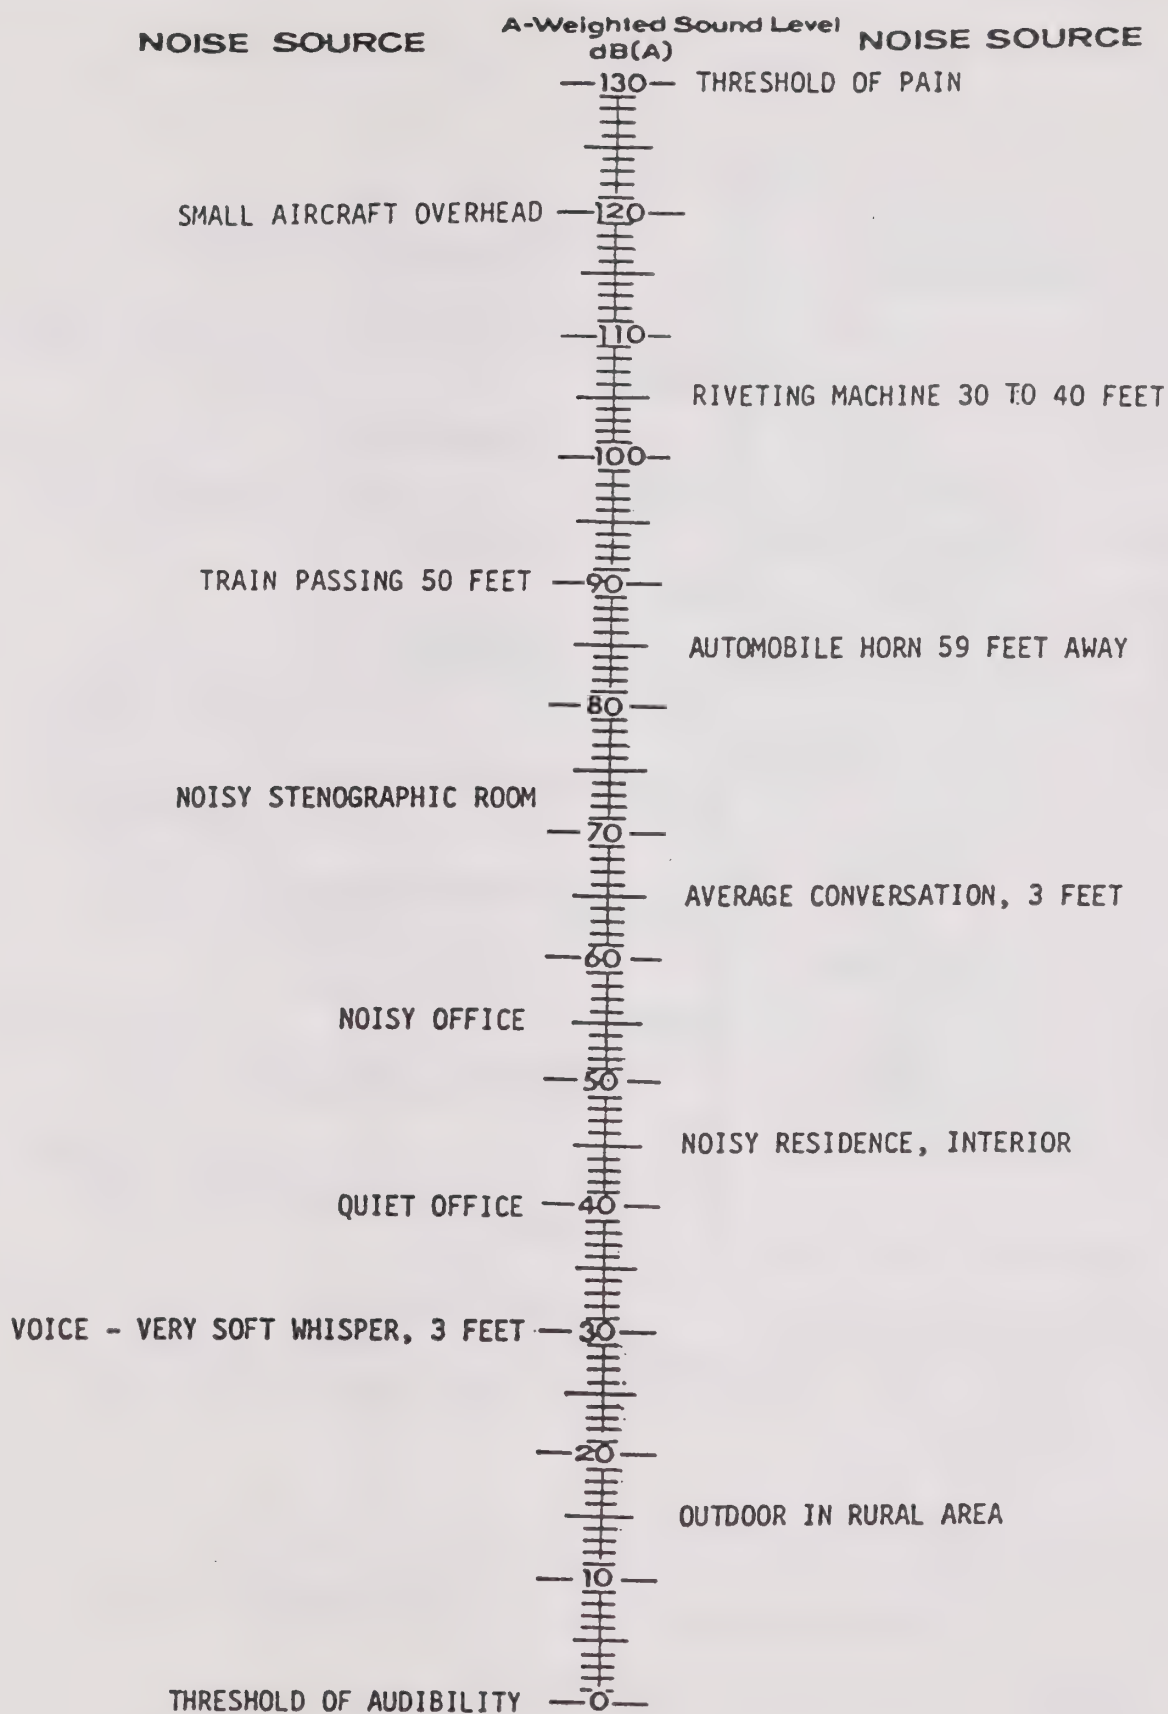 NOISE SOURCE A-Weighted Sound Level NOISE SOURCE
dB(A)
130 THRESHOLD OF PAIN
SMALL AIRCRAFT OVERHEAD 120
110
RIVETING MACHINE 30 TO 40 FEET
100
TRAIN PASSING 50 FEET 90
AUTOMOBILE HORN 59 FEET AWAY
80
NOISY STENOGRAPHIC ROOM
70
AVERAGE CONVERSATION, 3 FEET
60
NOISY OFFICE
50
NOISY RESIDENCE, INTERIOR
QUIET OFFICE 40
VOICE - VERY SOFT WHISPER, 3 FEET 30
20
OUTDOOR IN RURAL AREA
10
THRESHOLD OF AUDIBILITY 0